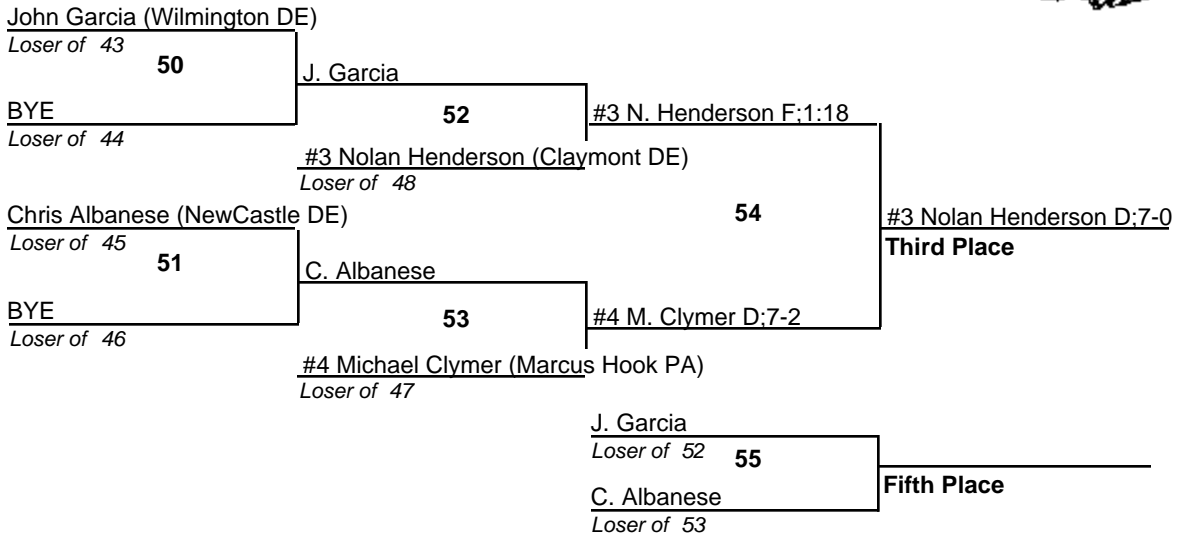 John Garcia (Wilmington DE)
Loser of 43
50
J. Garcia
BYE
Loser of 44
52
#3 N. Henderson F;1:18
#3 Nolan Henderson (Claymont DE)
Loser of 48
Chris Albanese (NewCastle DE)
Loser of 45
54
#3 Nolan Henderson D;7-0
Third Place
51
C. Albanese
BYE
Loser of 46
53
#4 M. Clymer D;7-2
#4 Michael Clymer (Marcus Hook PA)
Loser of 47
J. Garcia
Loser of 52
55
Fifth Place
C. Albanese
Loser of 53